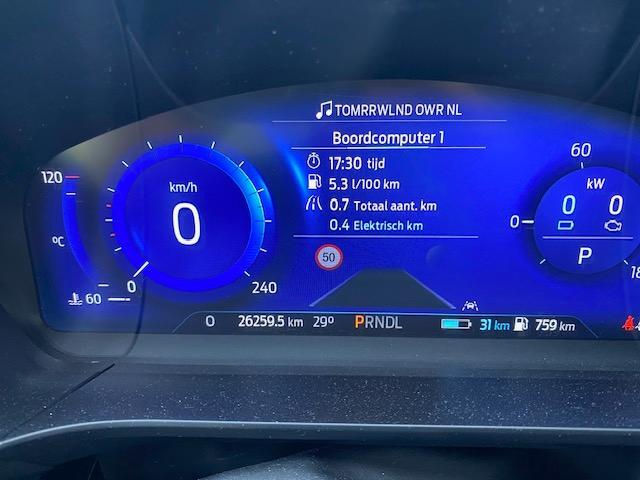 TOMRRWLND OWR NL
Boordcomputer 1
17:30 tijd
5.3 l/100 km
0.7 Totaal aant. km
0.4 Elektrisch km
50
120
°C
60
km/h
0
0
240
60
kW
0 0
0
P
18
0 26259.5 km 29° PRNDL 31 km 759 km